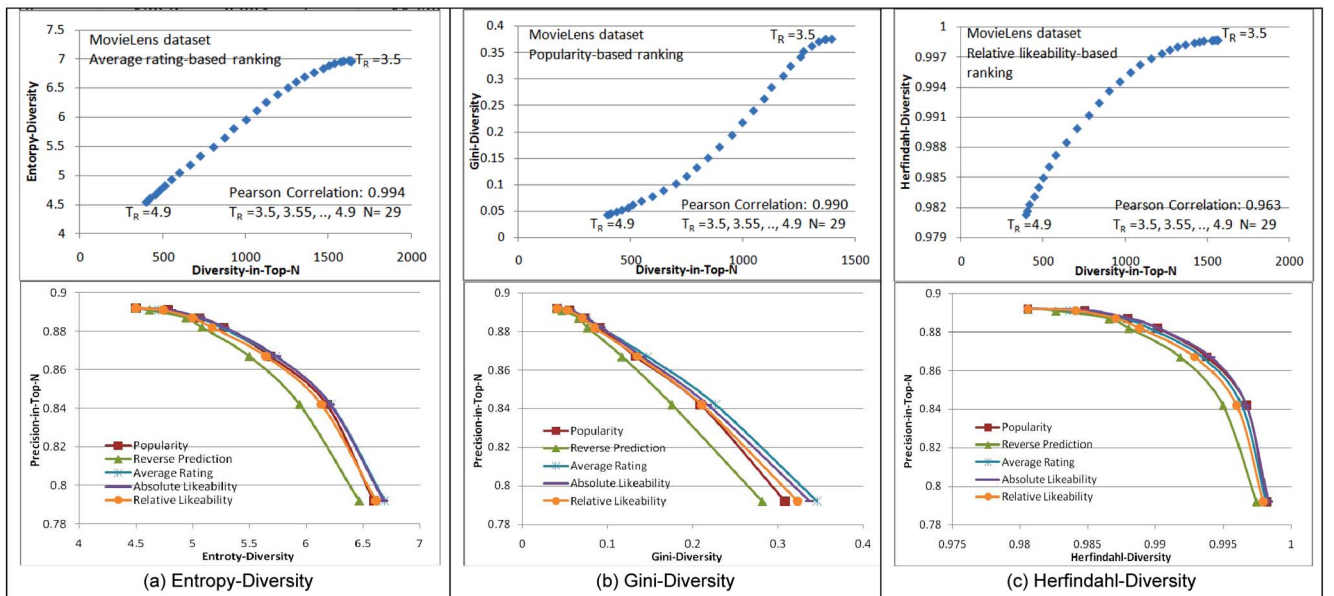 7.5
7
6.5
6
5.5
5
4.5
4
Entorpy-Diversity
MovieLens dataset
Average rating-based ranking
T_R=3.5
Pearson Correlation: 0.994
T_R=4.9
T_R=3.5, 3.55, .., 4.9 N= 29
0
500
1000
1500
2000
Diversity-in-Top-N
0.4
0.35
0.3
0.25
0.2
0.15
0.1
0.05
0
Gini-Diversity
MovieLens dataset
Popularity-based ranking
T_R=3.5
Pearson Correlation: 0.990
T_R=4.9
T_R=3.5, 3.55, .., 4.9 N= 29
0
500
1000
1500
Diversity-in-Top-N
1
0.997
0.994
0.991
0.988
0.985
0.982
0.979
Herfindahl-Diversity
MovieLens dataset
Relative likeability-based
ranking
T_R=3.5
Pearson Correlation: 0.963
T_R=4.9
T_R=3.5, 3.55, .., 4.9 N= 29
0
500
1000
1500
2000
Diversity-in-Top-N
0.9
0.88
0.86
0.84
0.82
0.8
0.78
Precision-in-Top-N
Popularity
Reverse Prediction
Average Rating
Absolute Likeability
Relative Likeability
4
4.5
5
5.5
6
6.5
7
Entroty-Diversity
(a) Entropy-Diversity
0.9
0.88
0.86
0.84
0.82
0.8
0.78
Precision-in-Top-N
Popularity
Reverse Prediction
Average Rating
Absolute Likeability
Relative Likeability
0
0.1
0.2
0.3
0.4
Gini-Diversity
(b) Gini-Diversity
0.9
0.88
0.86
0.84
0.82
0.8
0.78
Precision-in-Top-N
Popularity
Reverse Prediction
Average Rating
Absolute Likeability
Relative Likeability
0.975
0.98
0.985
0.99
0.995
1
Herfindahl-Diversity
(c) Herfindahl-Diversity